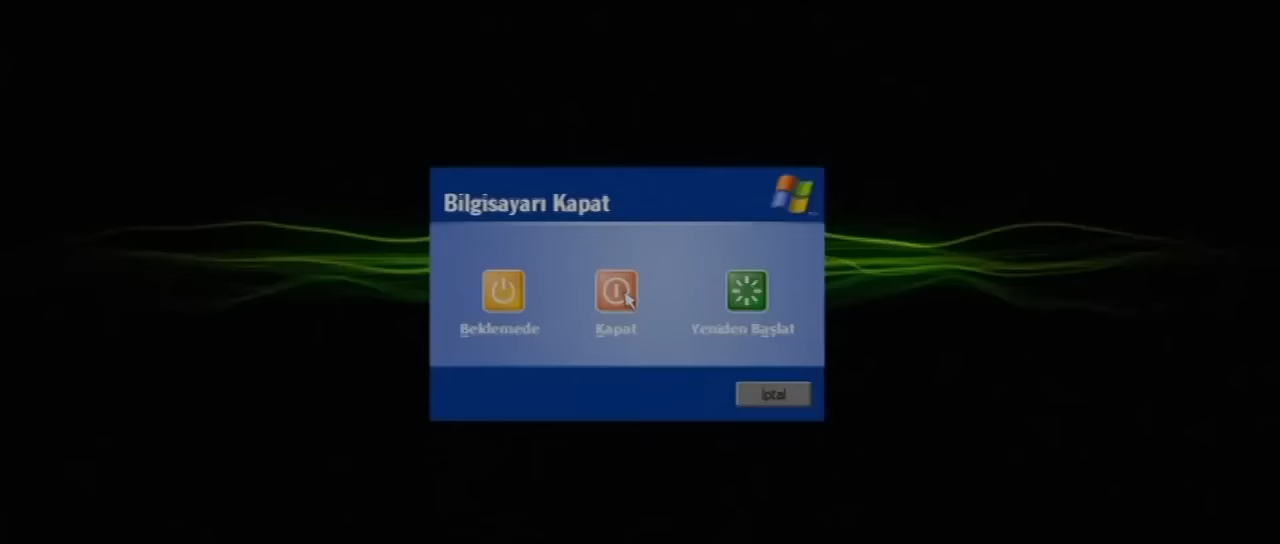 Bilgisayarı Kapat
Beklemede
Kapat
Yeniden Başlat
İptal